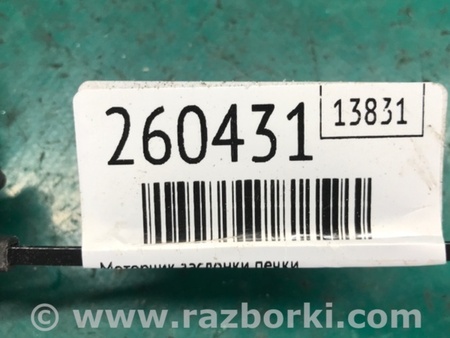 260431
13831
Моторчик заслонки печки
© www.razborki.com